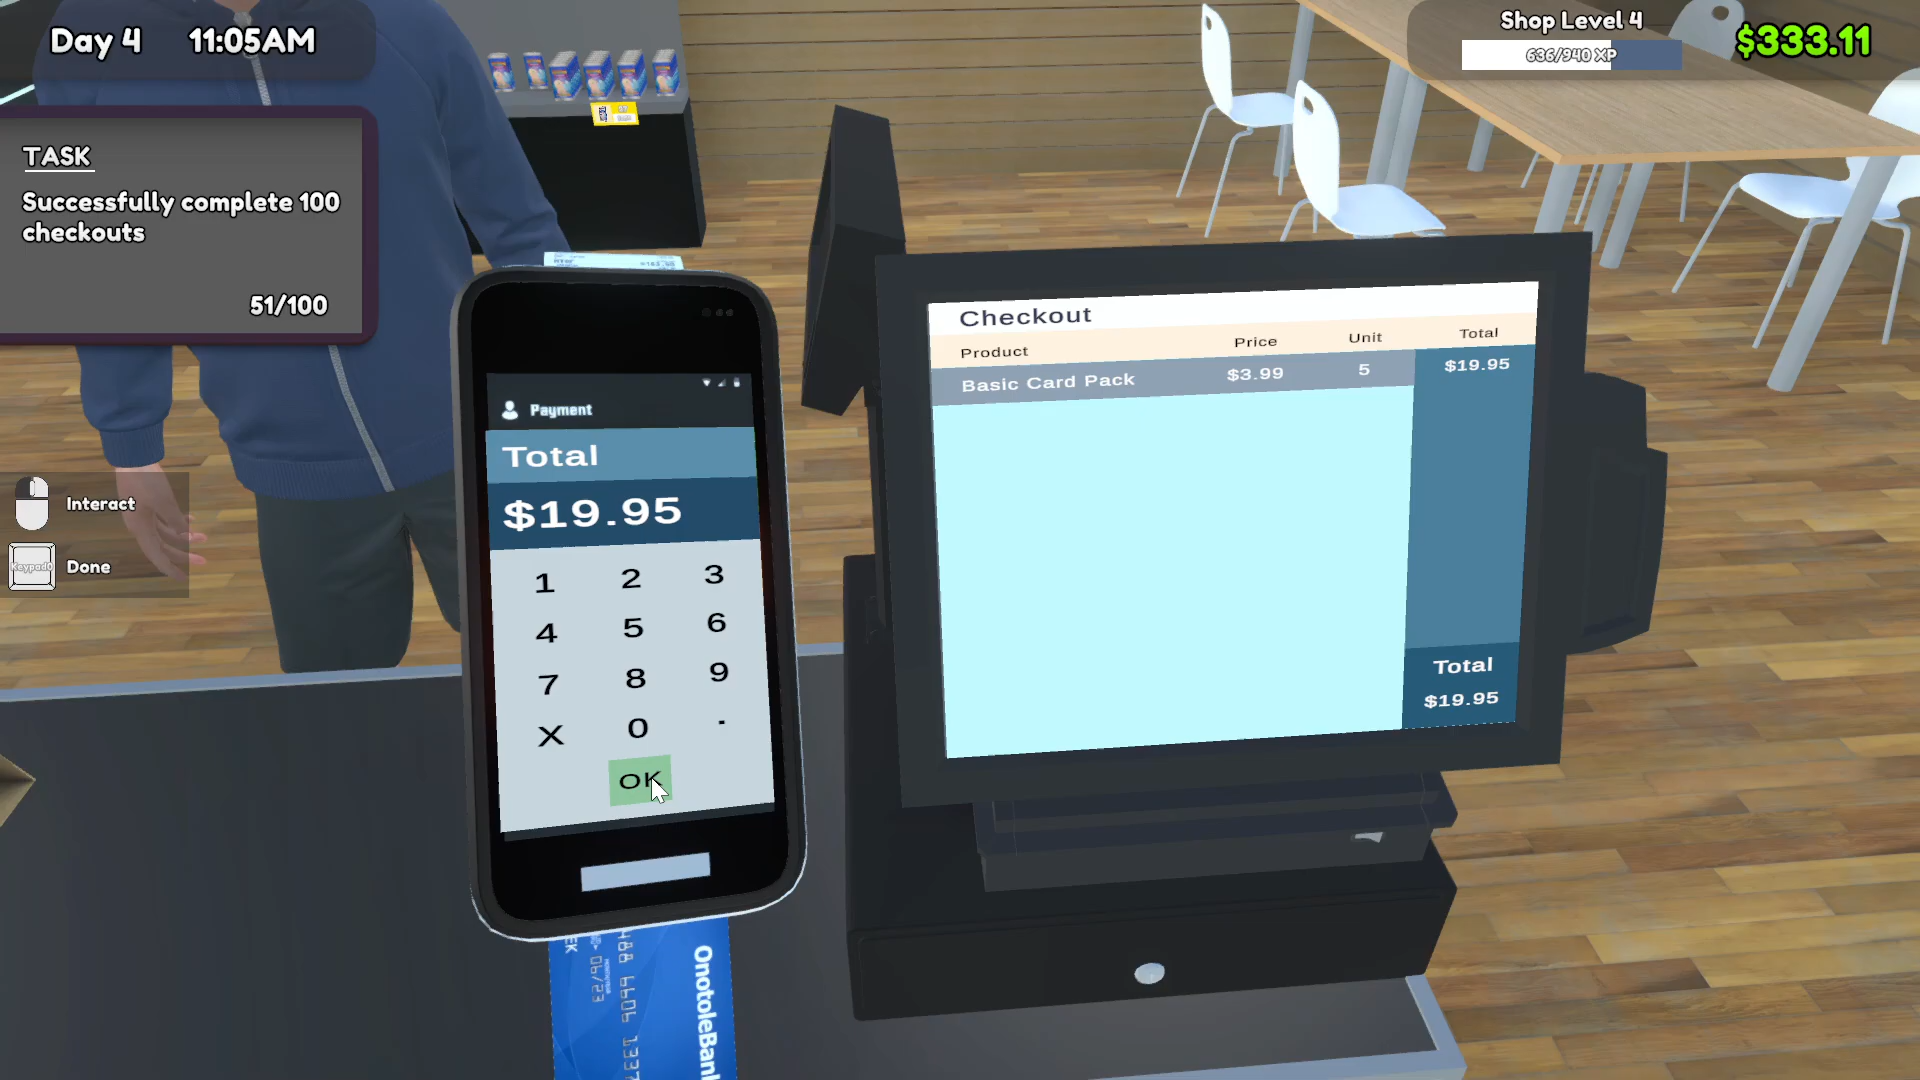 Day 4 11:05AM
Shop Level 4
636/940 XP
$333.11
TASK
Successfully complete 100
checkouts
51/100
Interact
Keypad0
Done
Payment
Total
$19.95
1 2 3
4 5 6
7 8 9
X 0 .
OK
Checkout
Product Price Unit Total
Basic Card Pack $3.99 5 $19.95
Total
$19.95
OnotoleBank